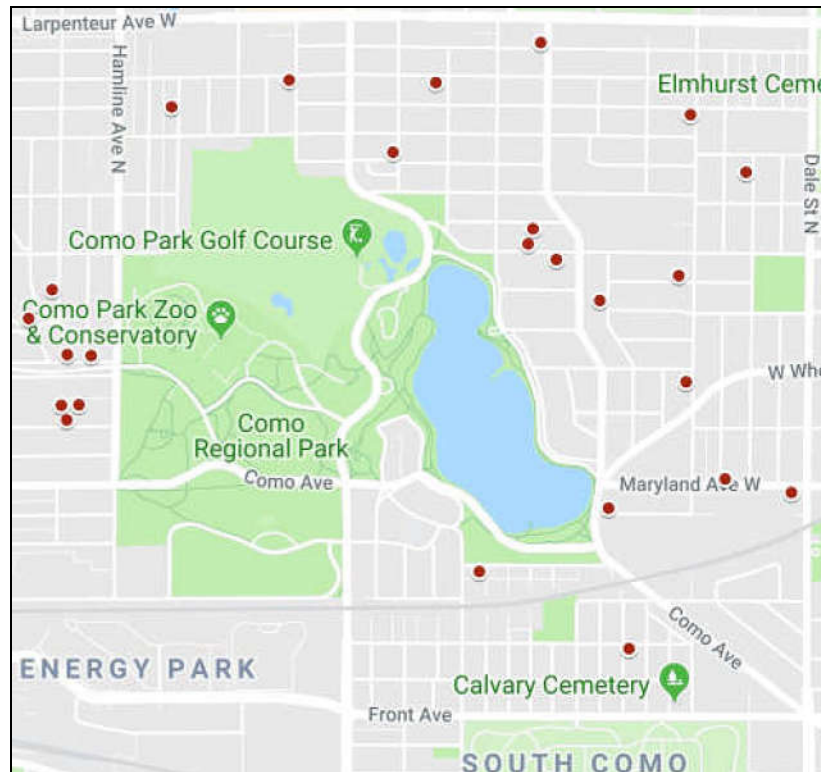 Larpenteur Ave W
Hamline Ave N
Elmhurst Ceme
Dale St N
Como Park Golf Course
Como Park Zoo
& Conservatory
W Whe
Como
Regional Park
Como Ave
Maryland Ave W
Como Ave
ENERGY PARK
Calvary Cemetery
Front Ave
SOUTH COMO